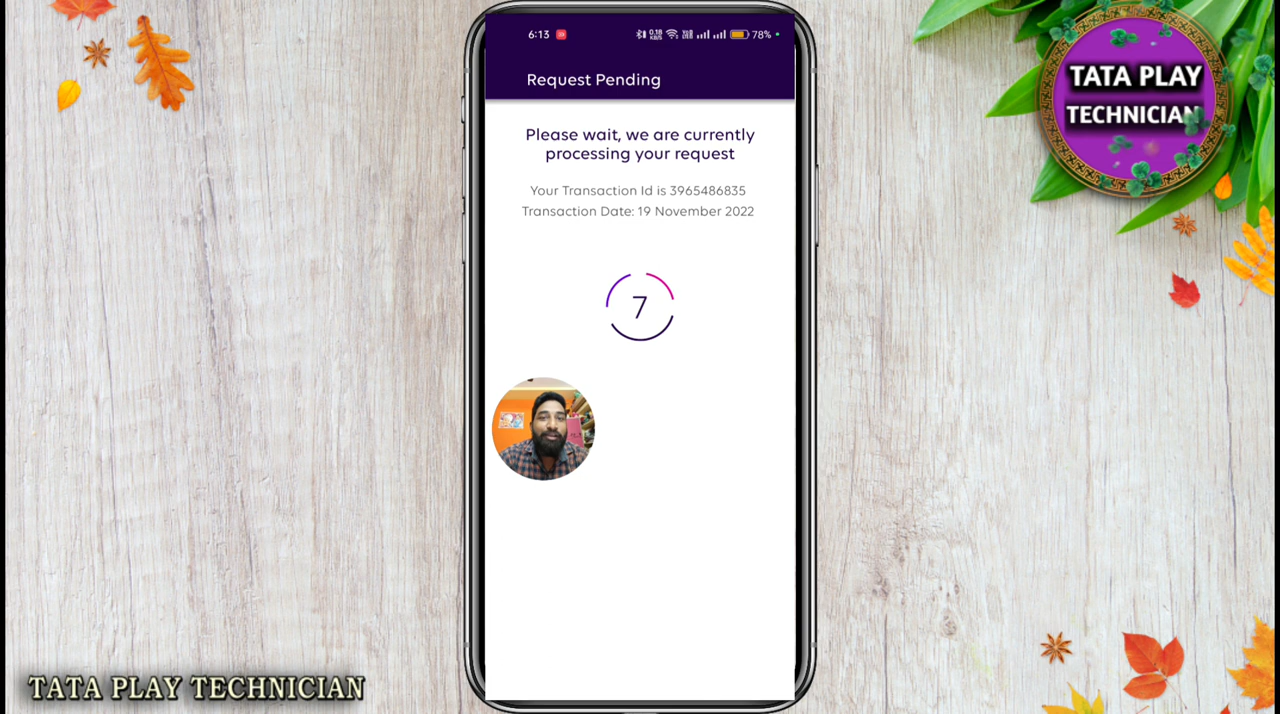 6:13
78%
Request Pending
Please wait, we are currently
processing your request
Your Transaction Id is 3965486835
Transaction Date: 19 November 2022
7
TATA PLAY
TECHNICIAN
TATA PLAY TECHNICIAN